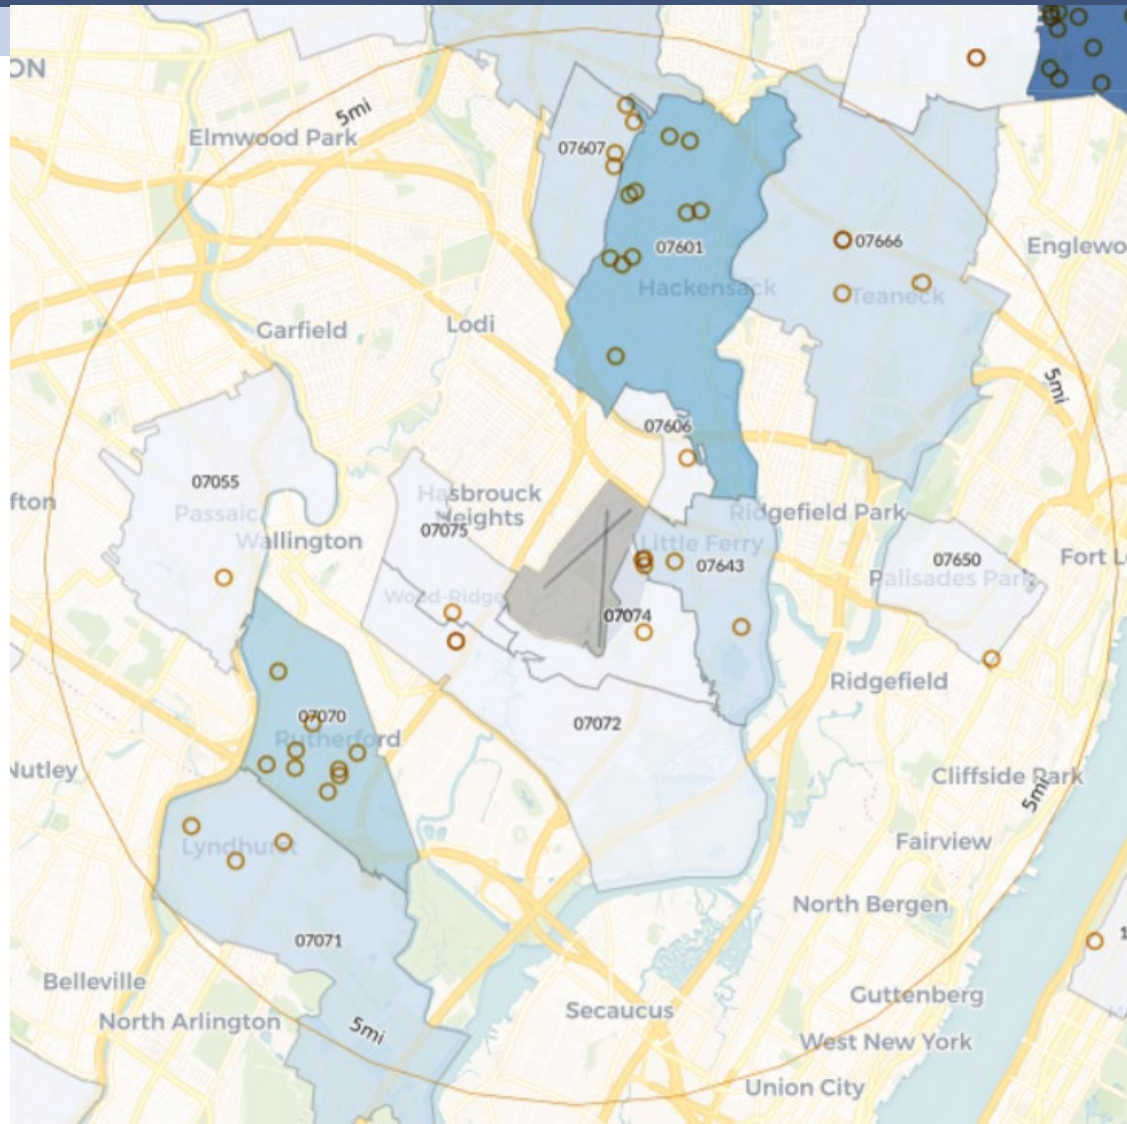 ON
5mi
Elmwood Park
07607
07601
07666
Englewo
Hackensack
Teaneck
Garfield
Lodi
5mi
07606
07055
Hasbrouck
Heights
fton
Passaic
07075
Ridgefield Park
Wallington
Little Ferry
07643
07650
Fort L
Palisades Park
Wood-Ridge
07074
Ridgefield
07070
07072
Rutherford
Nutley
Cliffside Park
5mi
Lyndhurst
Fairview
North Bergen
07071
1
Belleville
Guttenberg
Secaucus
North Arlington
5mi
West New York
Union City